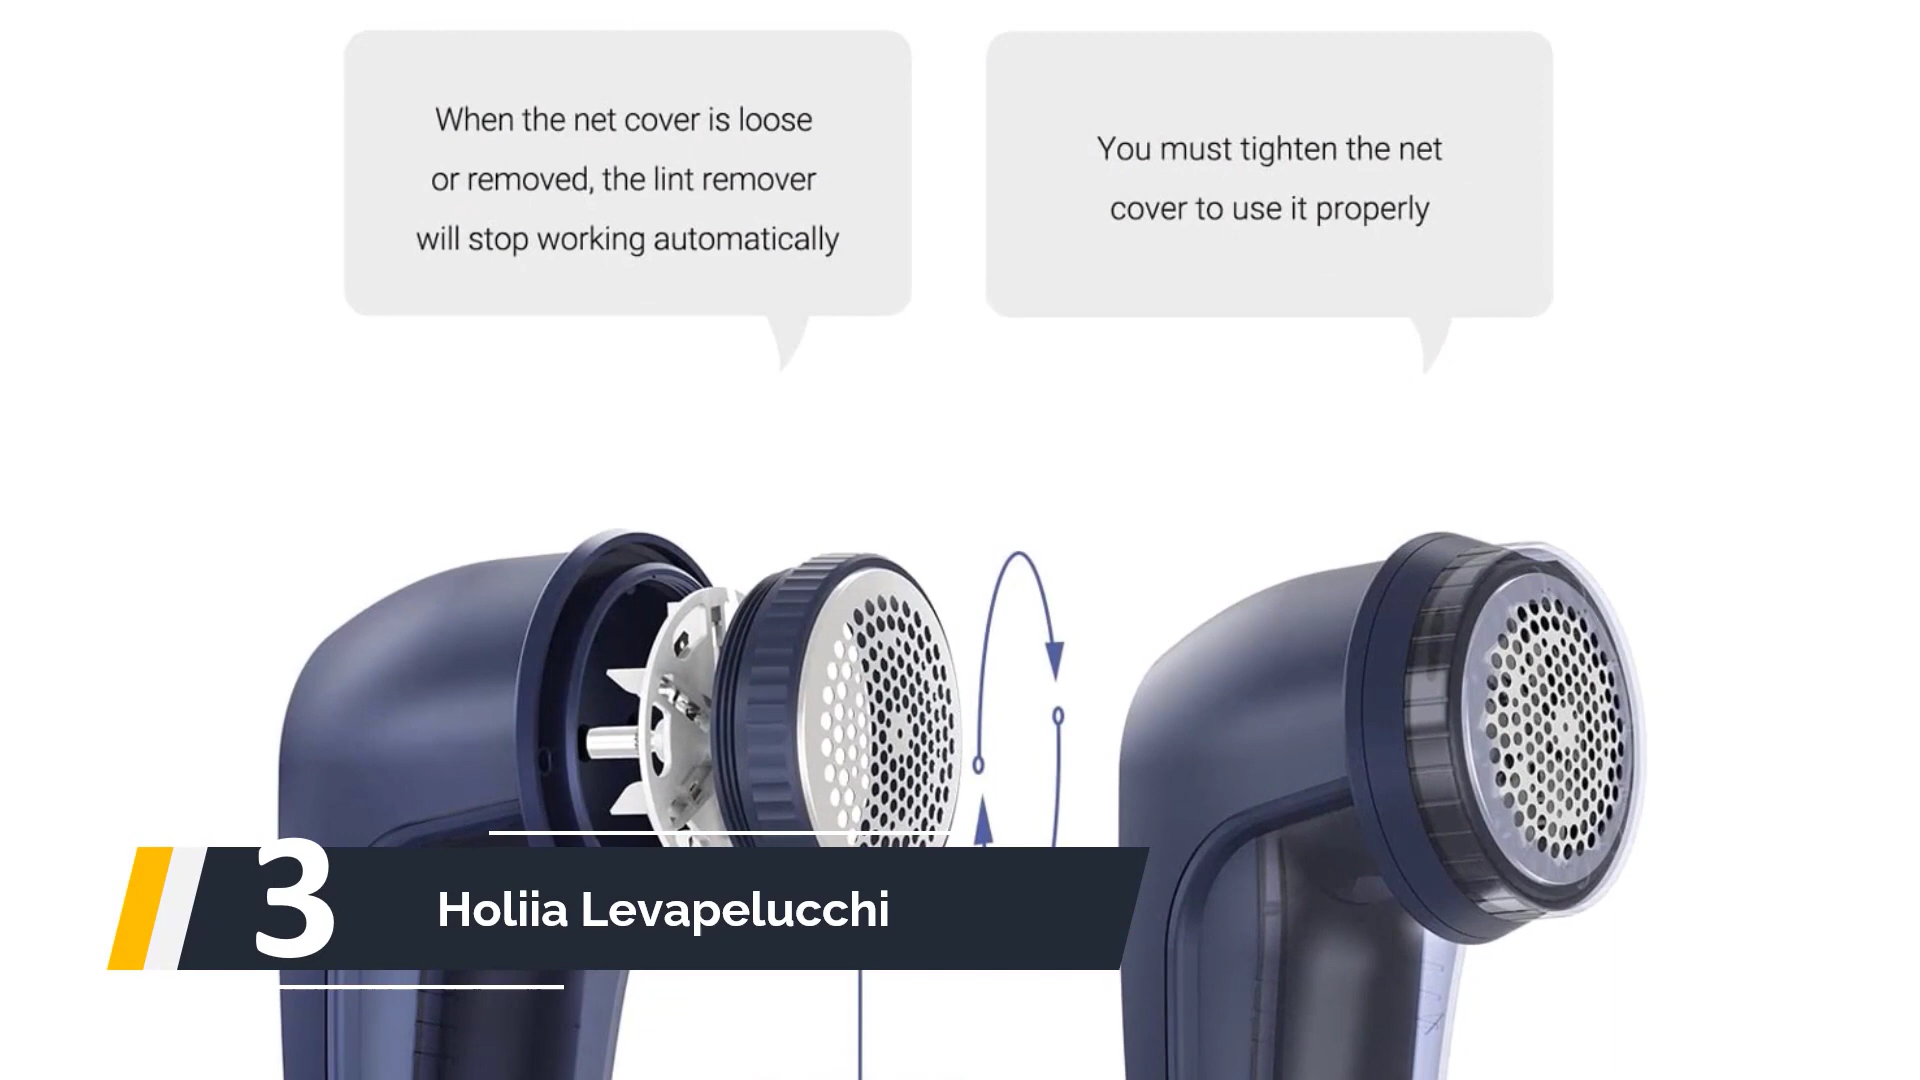 When the net cover is loose
or removed, the lint remover
will stop working automatically
You must tighten the net
cover to use it properly
3
Holiia Levapelucchi